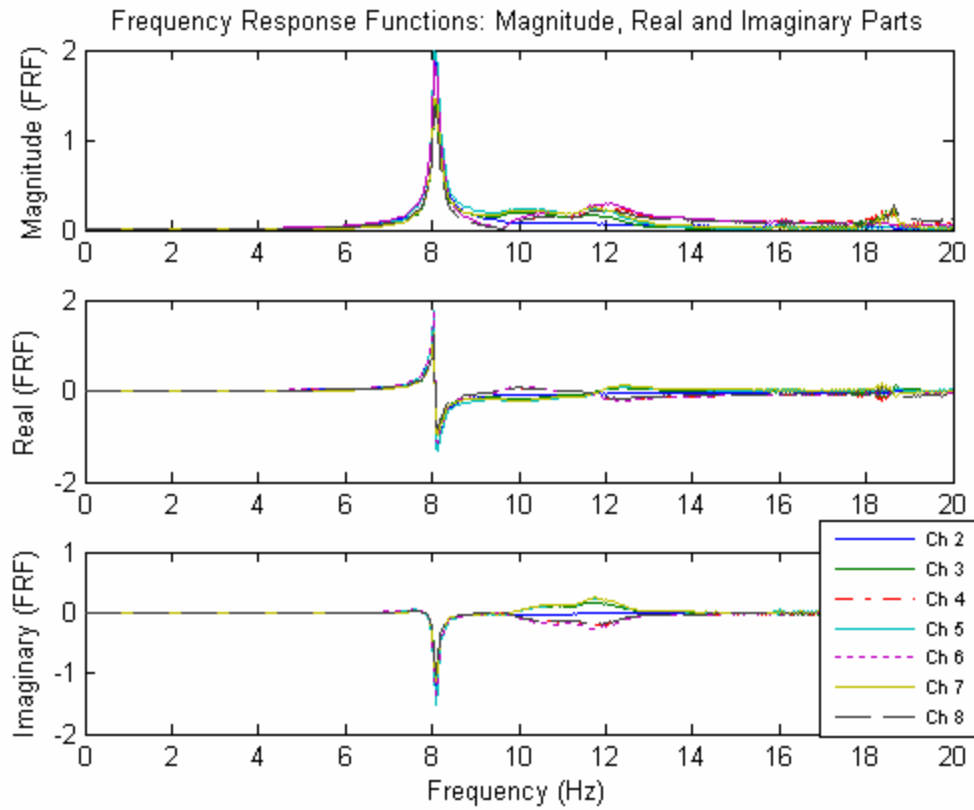 Frequency Response Functions: Magnitude, Real and Imaginary Parts
Magnitude (FRF)
2
1
0
0 2 4 6 8 10 12 14 16 18 20
Real (FRF)
2
0
-2
0 2 4 6 8 10 12 14 16 18 20
Imaginary (FRF)
1
0
-1
-2
0 2 4 6 8 10 12 14 16 18 20
Frequency (Hz)
Ch 2
Ch 3
Ch 4
Ch 5
Ch 6
Ch 7
Ch 8